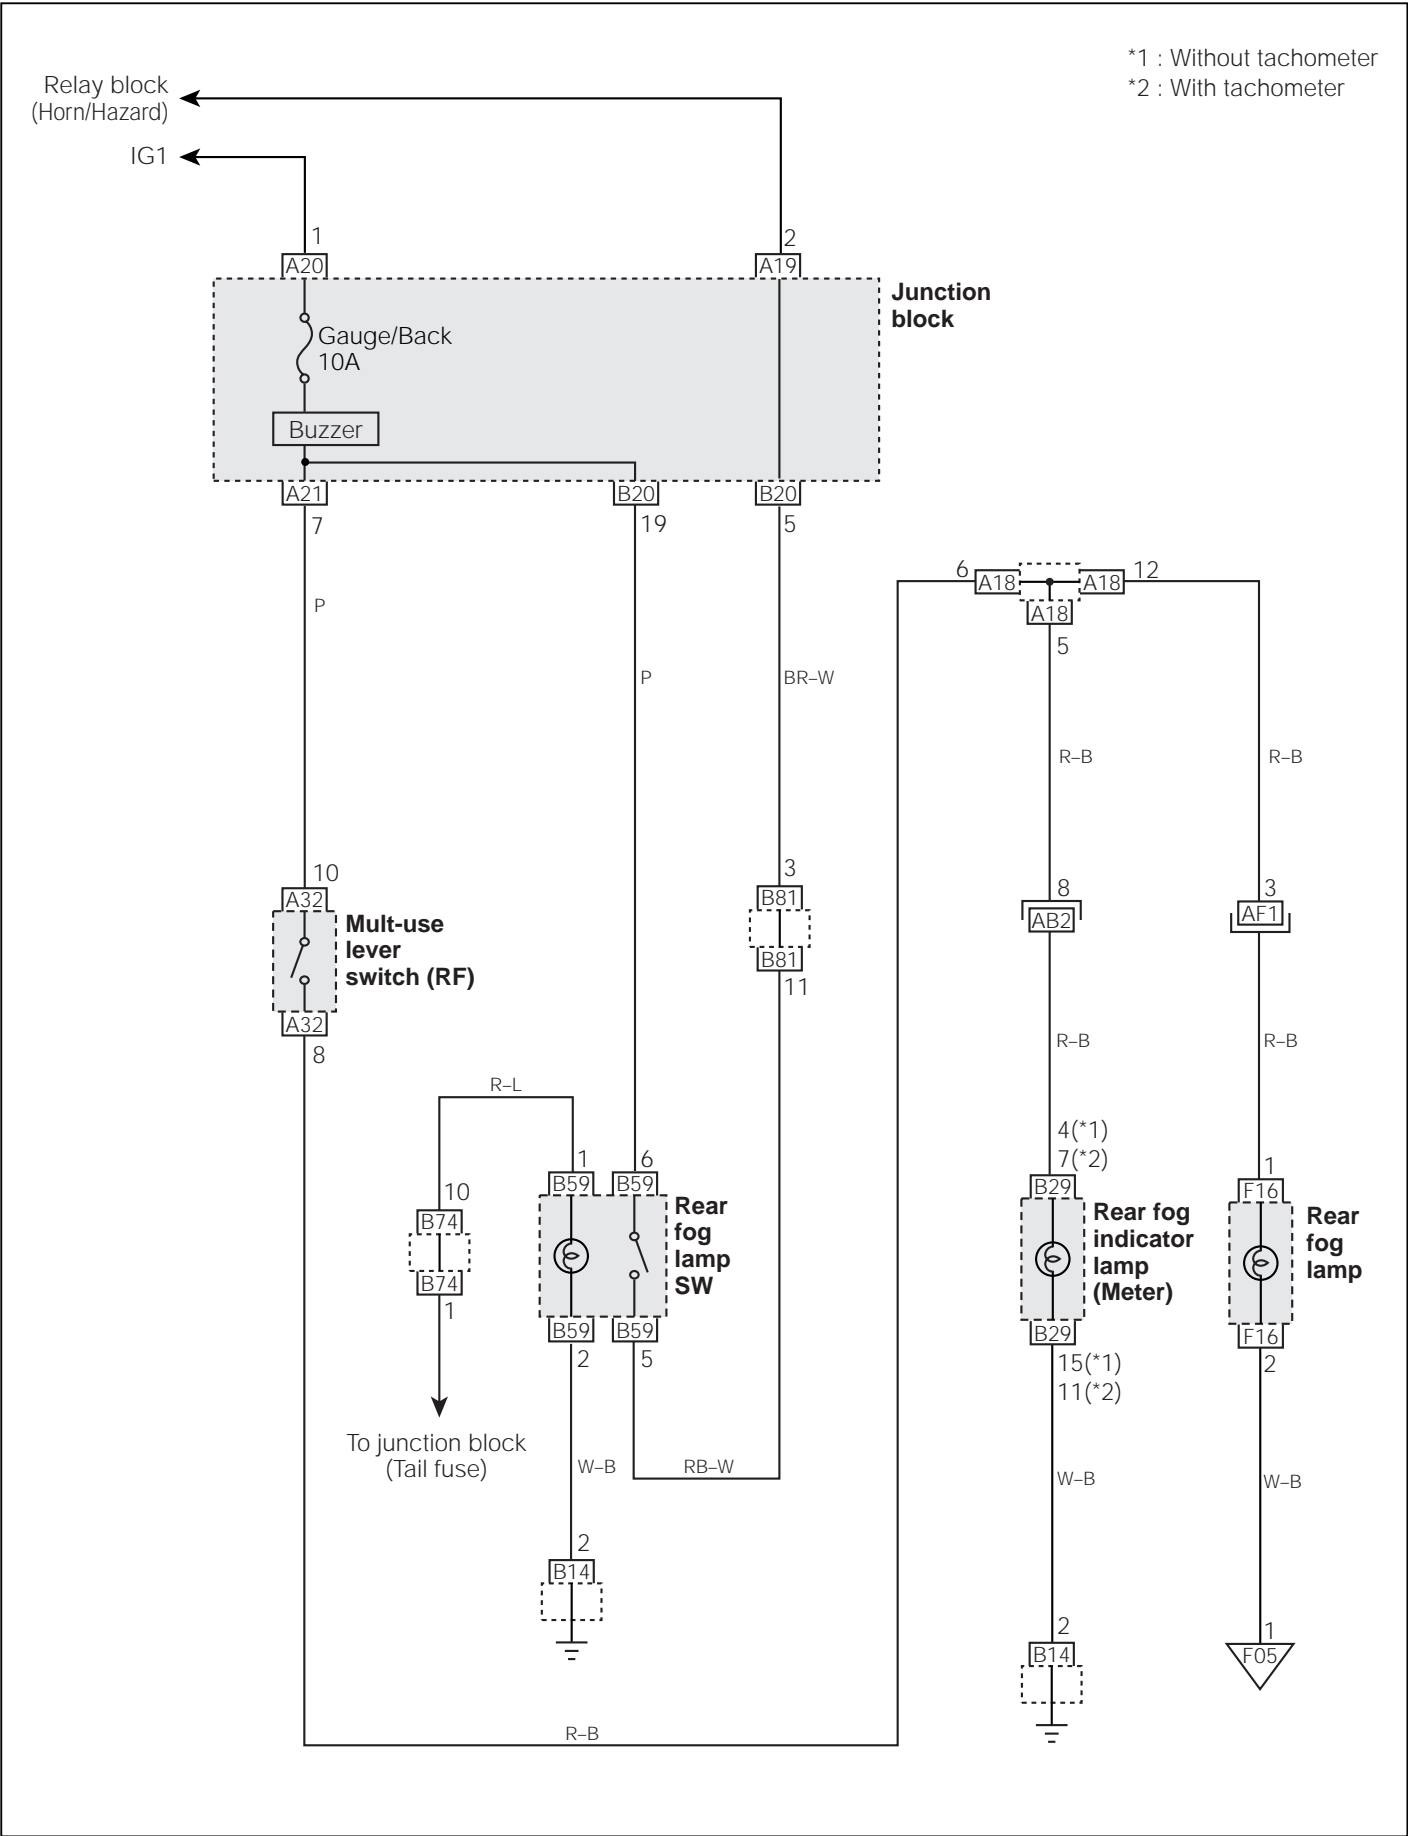 *1 : Without tachometer
*2 : With tachometer
Relay block
(Horn/Hazard)
IG1
1
2
A20
A19
Junction
block
Gauge/Back
10A
Buzzer
A21
B20
B20
7
19
5
6
A18
A18
12
A18
5
P
P
BR–W
R–B
R–B
10
A32
3
B81
8
AB2
3
AF1
Mult-use
lever
switch (RF)
B81
11
A32
8
R–B
R–B
R–L
4(*1)
7(*2)
1
B59
6
B59
B29
1
F16
10
B74
B74
1
Rear
fog
lamp
SW
Rear fog
indicator
lamp
(Meter)
Rear
fog
lamp
B59
2
B59
5
B29
15(*1)
11(*2)
F16
2
To junction block
(Tail fuse)
W–B
RB–W
W–B
W–B
2
B14
2
B14
1
F05
R–B